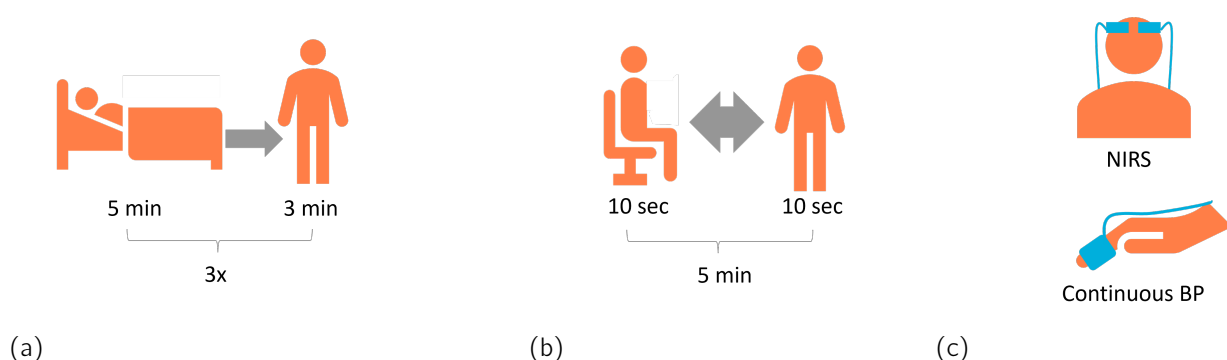 5 min
3 min
3x
10 sec
10 sec
5 min
NIRS
Continuous BP
(a)
(b)
(c)